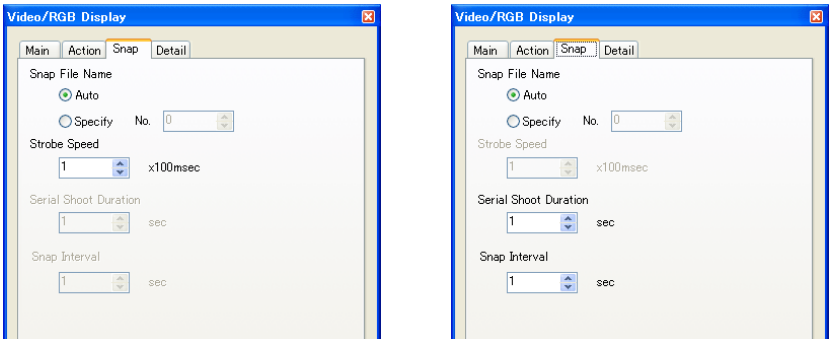 Video/RGB Display
Main Action Snap Detail
Snap File Name
Auto
Specify No. 0
Strobe Speed
1 x100msec
Serial Shoot Duration
1 sec
Snap Interval
1 sec
Video/RGB Display
Main Action Snap Detail
Snap File Name
Auto
Specify No. 0
Strobe Speed
1 x100msec
Serial Shoot Duration
1 sec
Snap Interval
1 sec